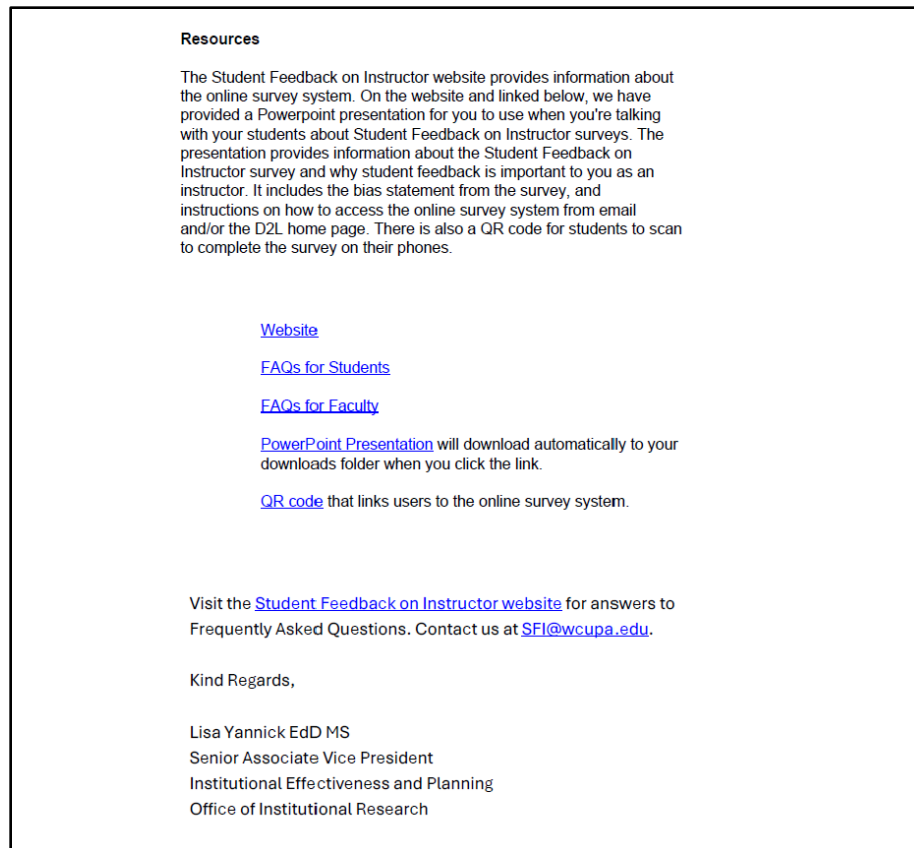 Resources
The Student Feedback on Instructor website provides information about
the online survey system. On the website and linked below, we have
provided a Powerpoint presentation for you to use when you're talking
with your students about Student Feedback on Instructor surveys. The
presentation provides information about the Student Feedback on
Instructor survey and why student feedback is important to you as an
instructor. It includes the bias statement from the survey, and
instructions on how to access the online survey system from email
and/or the D2L home page. There is also a QR code for students to scan
to complete the survey on their phones.
Website
FAQs for Students
FAQs for Faculty
PowerPoint Presentation will download automatically to your
downloads folder when you click the link.
QR code that links users to the online survey system.
Visit the Student Feedback on Instructor website for answers to
Frequently Asked Questions. Contact us at SFI@wcupa.edu.
Kind Regards,
Lisa Yannick EdD MS
Senior Associate Vice President
Institutional Effectiveness and Planning
Office of Institutional Research